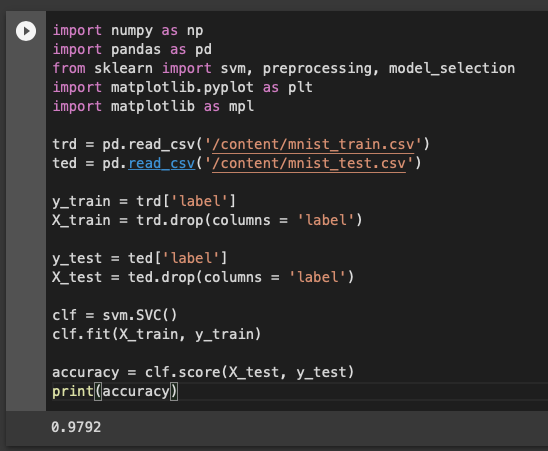 import numpy as np
import pandas as pd
from sklearn import svm, preprocessing, model_selection
import matplotlib.pyplot as plt
import matplotlib as mpl
trd = pd.read_csv('/content/mnist_train.csv')
ted = pd.read_csv('/content/mnist_test.csv')
y_train = trd['label']
X_train = trd.drop(columns = 'label')
y_test = ted['label']
X_test = ted.drop(columns = 'label')
clf = svm.SVC()
clf.fit(X_train, y_train)
accuracy = clf.score(X_test, y_test)
print(accuracy)
0.9792